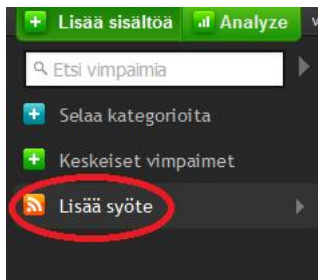 Lisää sisältöä Analyze
Etsi vimpaimia
Selaa kategorioita
Keskeiset vimpaimet
Lisää syöte